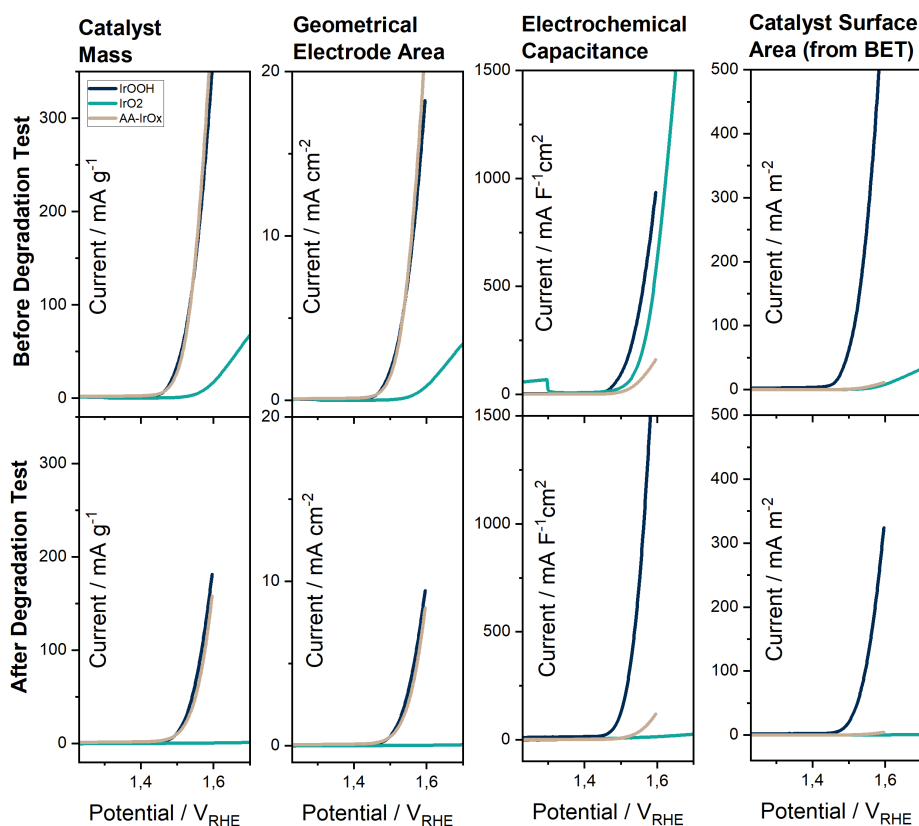 Catalyst
Mass
Geometrical
Electrode Area
Electrochemical
Capacitance
Catalyst Surface
Area (from BET)
Before Degradation Test
Current / mA g-1
300
200
100
0
IrOOH
IrO2
AA-IrOx
Current / mA cm-2
20
10
0
Current / mA F-1cm2
1500
1000
500
0
Current / mA m-2
500
400
300
200
100
0
After Degradation Test
Current / mA g-1
300
200
100
0
1,4
1,6
Potential / VRHE
Current / mA cm-2
20
10
0
1,4
1,6
Potential / VRHE
Current / mA F-1cm2
1500
1000
500
0
1,4
1,6
Potential / VRHE
Current / mA m-2
500
400
300
200
100
0
1,4
1,6
Potential / VRHE